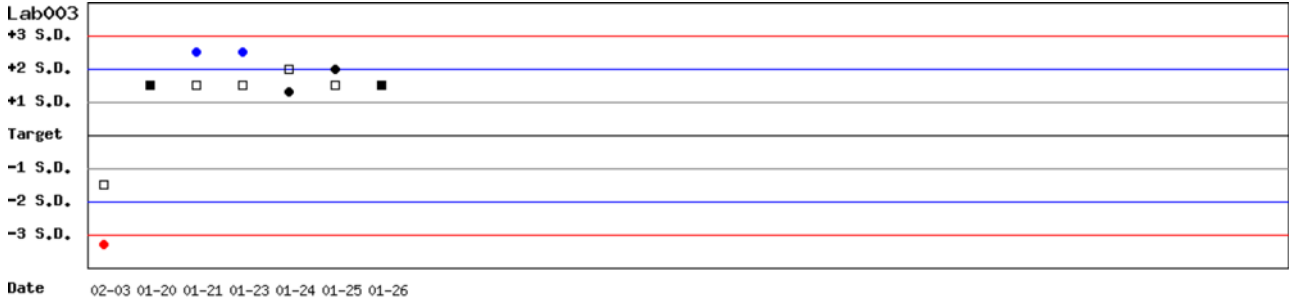 Lab003
+3 S.D.
+2 S.D.
+1 S.D.
Target
-1 S.D.
-2 S.D.
-3 S.D.
Date 02-03 01-20 01-21 01-23 01-24 01-25 01-26